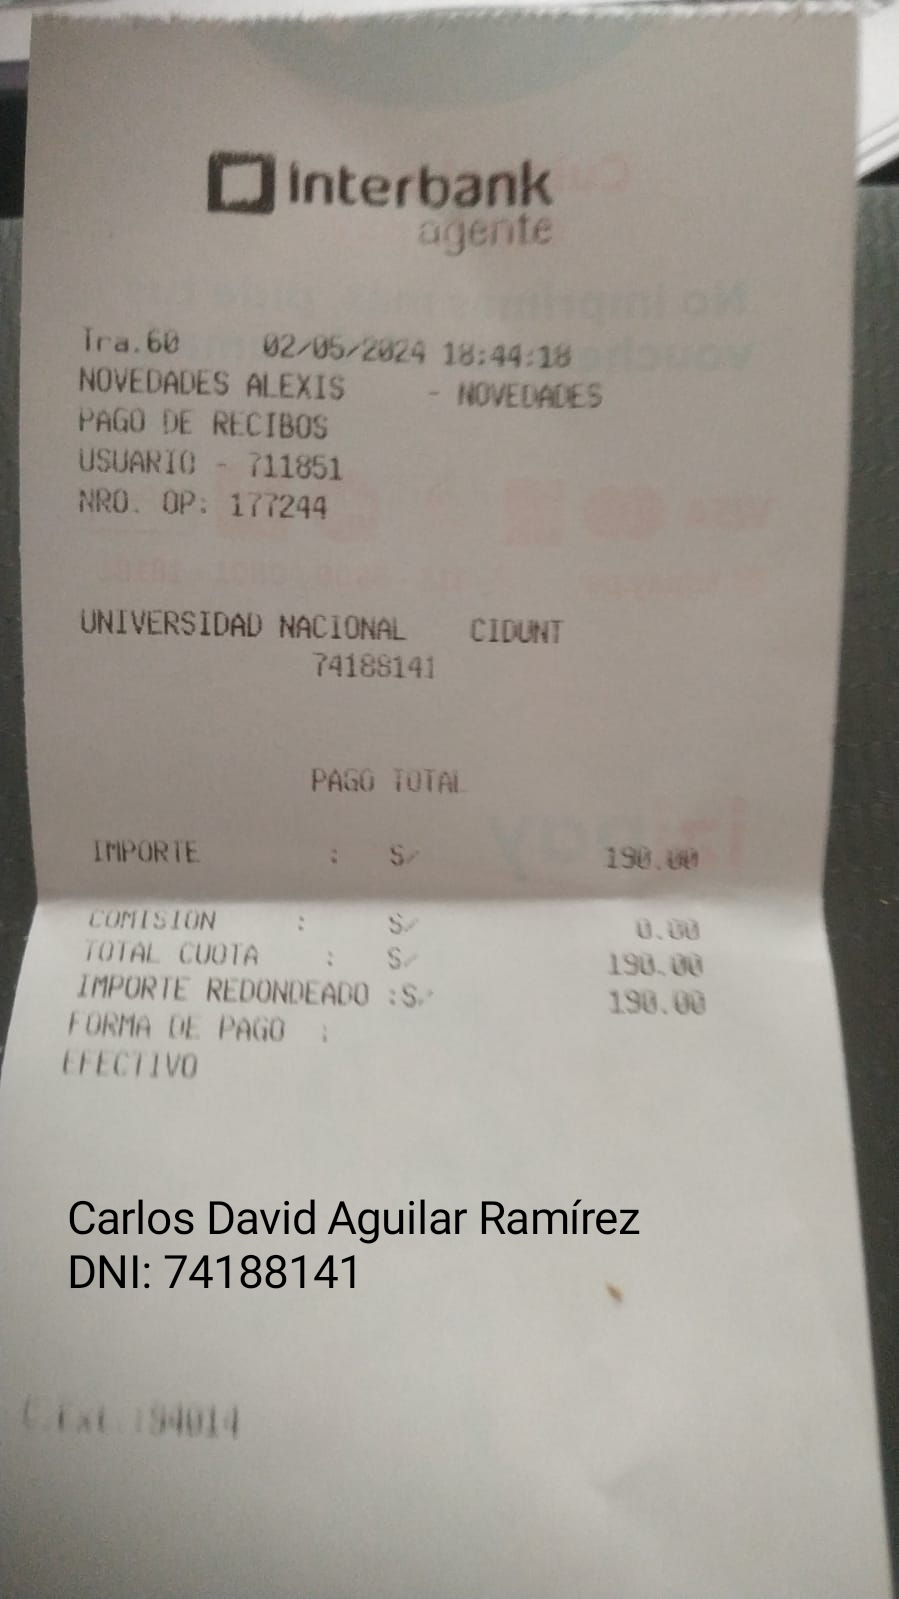 interbank
agente
Tra.60 02/05/2024 18:44:18
NOVEDADES ALEXIS - NOVEDADES
PAGO DE RECIBOS
USUARIO - 711851
NRO. OP: 177244
UNIVERSIDAD NACIONAL CIDUNT
74188141
PAGO TOTAL
IMPORTE : S/ 190.00
COMISION : S/ 0.00
TOTAL CUOTA : S/ 190.00
IMPORTE REDONDEADO :S/ 190.00
FORMA DE PAGO :
EFECTIVO
Carlos David Aguilar Ramírez
DNI: 74188141